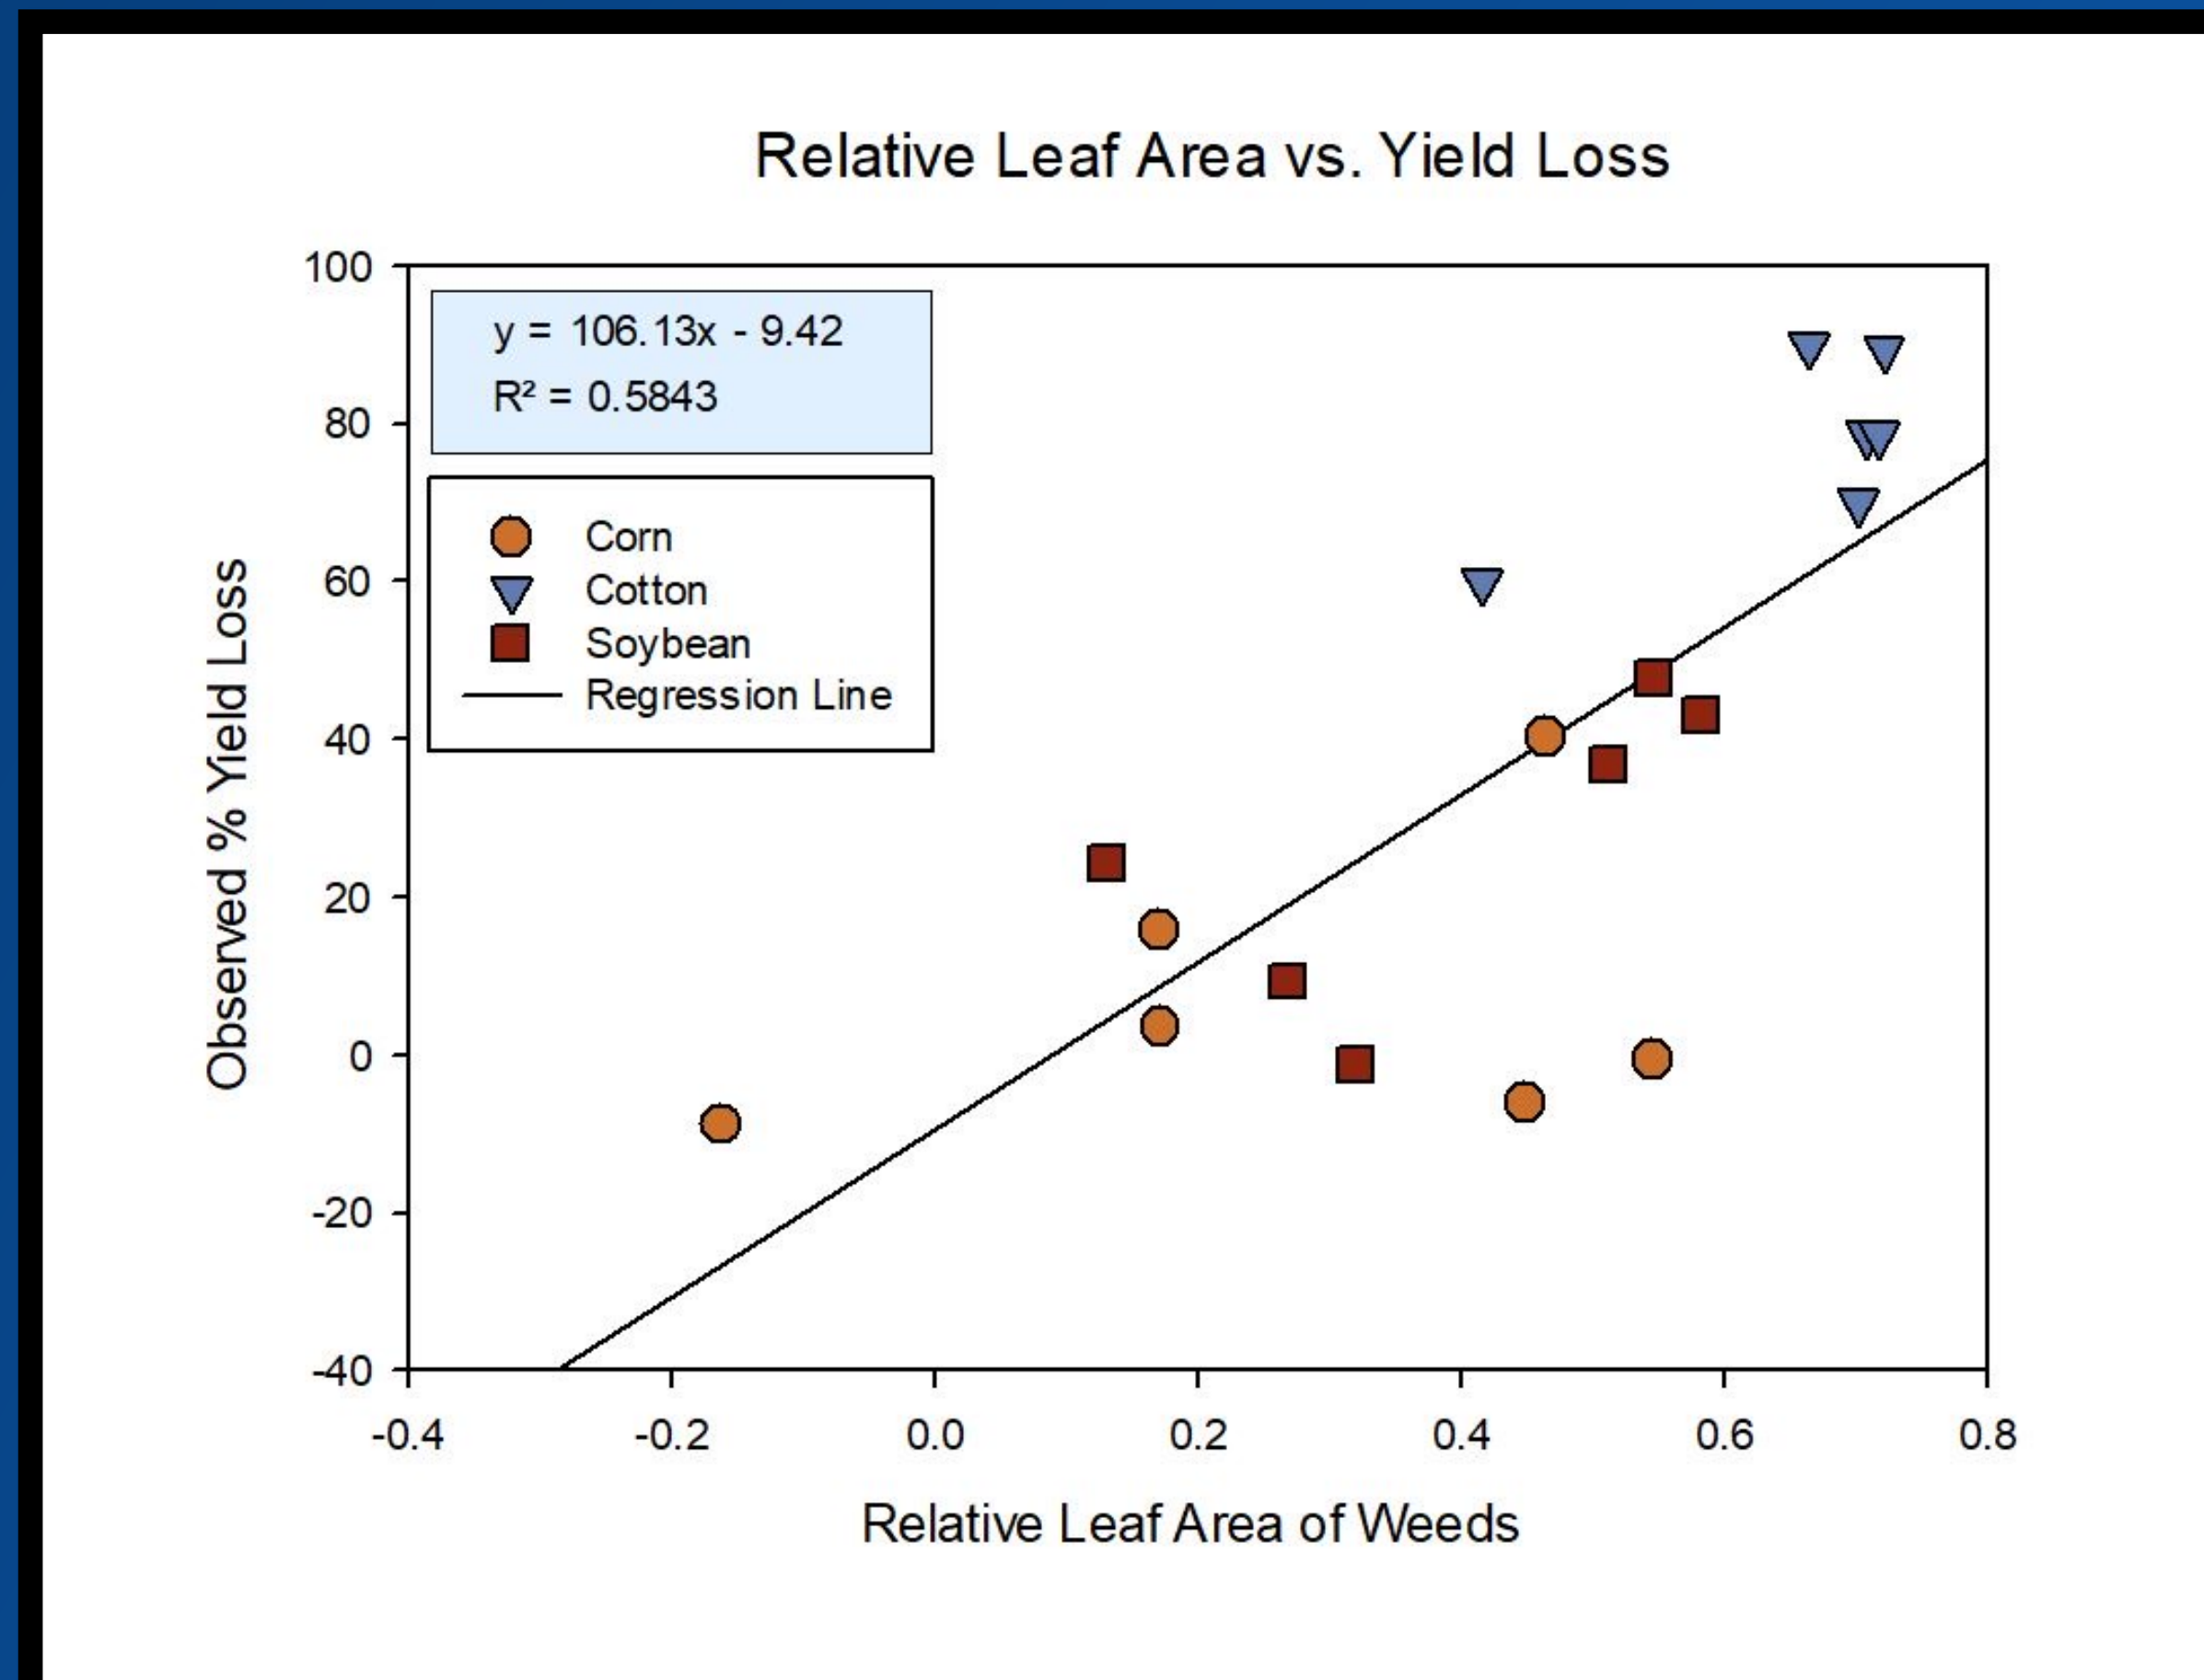 Relative Leaf Area vs. Yield Loss
y = 106.13x - 9.42
R² = 0.5843
Corn
Cotton
Soybean
Regression Line
Observed % Yield Loss
100
80
60
40
20
0
-20
-40
-0.4 -0.2 0.0 0.2 0.4 0.6 0.8
Relative Leaf Area of Weeds